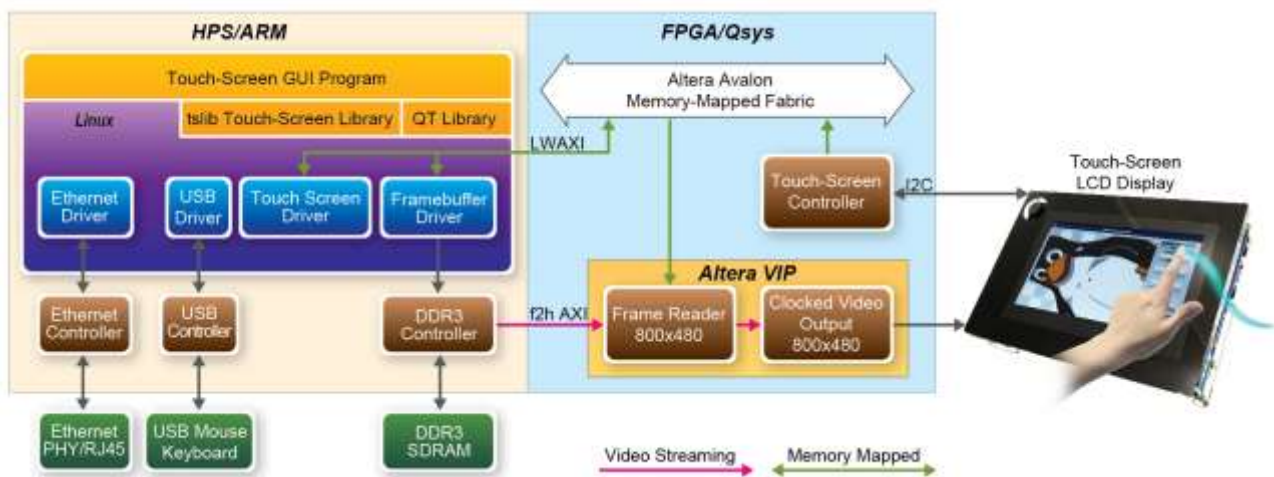 HPS/ARM
FPGA/Qsys
Touch-Screen GUI Program
Linux
tslib Touch-Screen Library
QT Library
Altera Avalon
Memory-Mapped Fabric
LWAXI
Ethernet
Driver
USB
Driver
Touch Screen
Driver
Framebuffer
Driver
Touch-Screen
Controller
I2C
Touch-Screen
LCD Display
Altera VIP
Ethernet
Controller
USB
Controller
DDR3
Controller
f2h AXI
Frame Reader
800x480
Clocked Video
Output
800x480
Ethernet
PHY/RJ45
USB Mouse
Keyboard
DDR3
SDRAM
Video Streaming
Memory Mapped